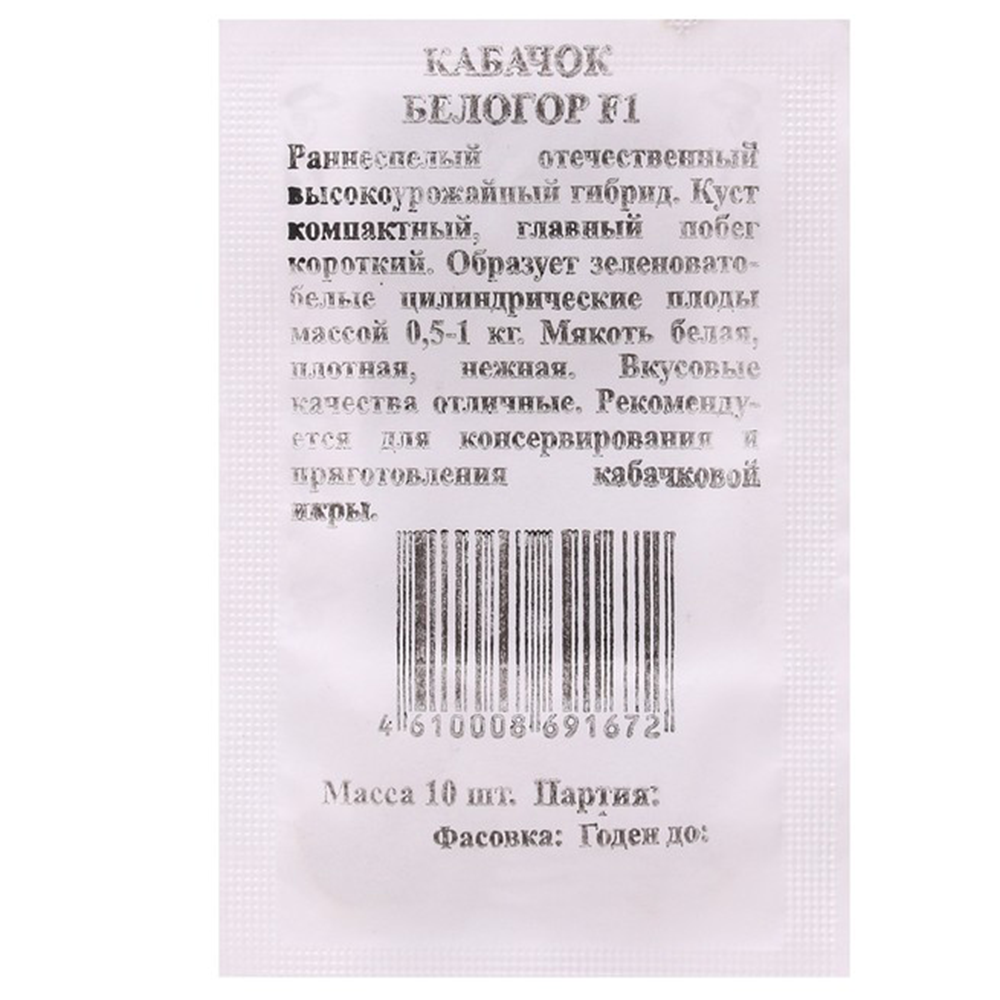 КАБАЧОК
БЕЛОГОР F1
Раннеспелый отечественный
высокоурожайный гибрид. Куст
компактный, главный побег
короткий. Образует зеленовато-
белые цилиндрические плоды
массой 0,5-1 кг. Мякоть белая,
плотная, нежная. Вкусовые
качества отличные. Рекоменду-
ется для консервирования и
приготовления кабачковой
икры.
4 610008 691672
Масса 10 шт. Партия:
Фасовка: Годен до: